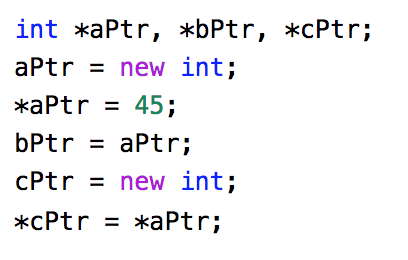 int *aPtr, *bPtr, *cPtr;
aPtr = new int;
*aPtr = 45;
bPtr = aPtr;
cPtr = new int;
*cPtr = *aPtr;